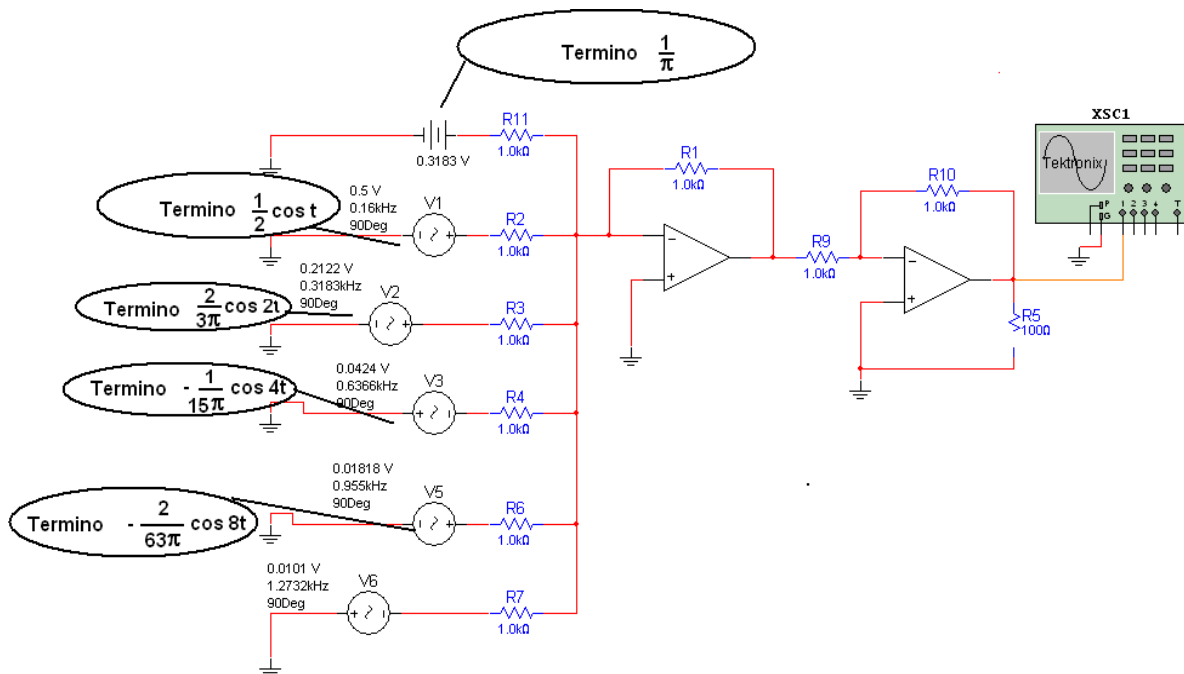 Termino 1/π
XSC1
Tektronix
P
G
1 2 3 4
T
R11
1.0kΩ
0.3183 V
R1
1.0kΩ
R10
1.0kΩ
Termino 1/2 cos t
0.5 V
0.16kHz
90Deg
V1
R2
1.0kΩ
R9
1.0kΩ
Termino 2/3π cos 2t
0.2122 V
0.3183kHz
90Deg
V2
R3
1.0kΩ
R5
100Ω
Termino - 1/15π cos 4t
0.0424 V
0.6366kHz
90Deg
V3
R4
1.0kΩ
Termino - 2/63π cos 8t
0.01818 V
0.955kHz
90Deg
V5
R6
1.0kΩ
0.0101 V
1.2732kHz
90Deg
V6
R7
1.0kΩ